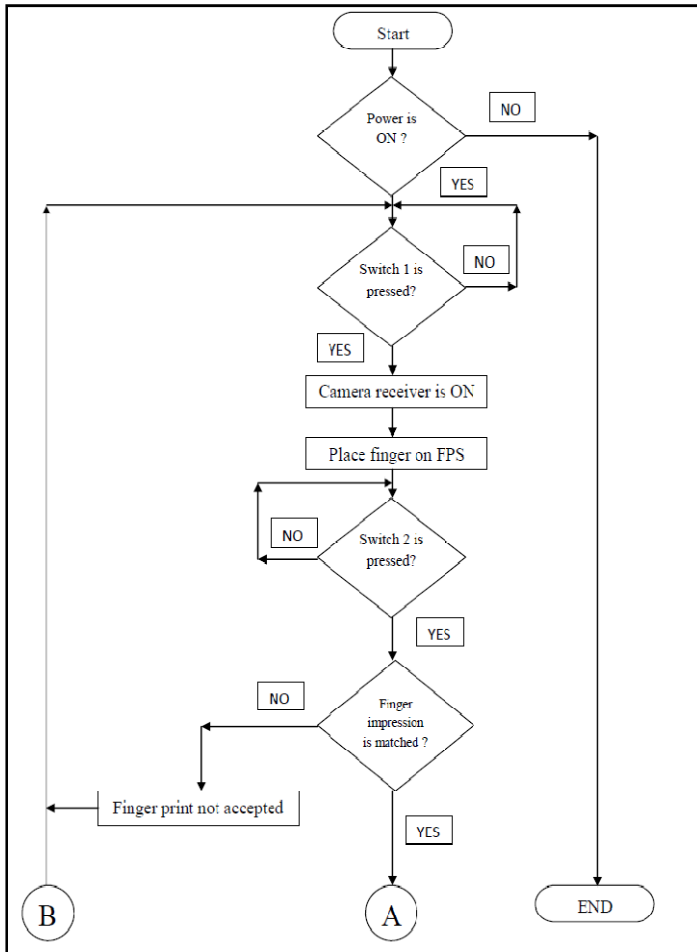 Start
Power is
ON ?
NO
YES
Switch 1 is
pressed?
NO
YES
Camera receiver is ON
Place finger on FPS
Switch 2 is
pressed?
NO
YES
Finger
impression
is matched ?
NO
Finger print not accepted
YES
B
A
END